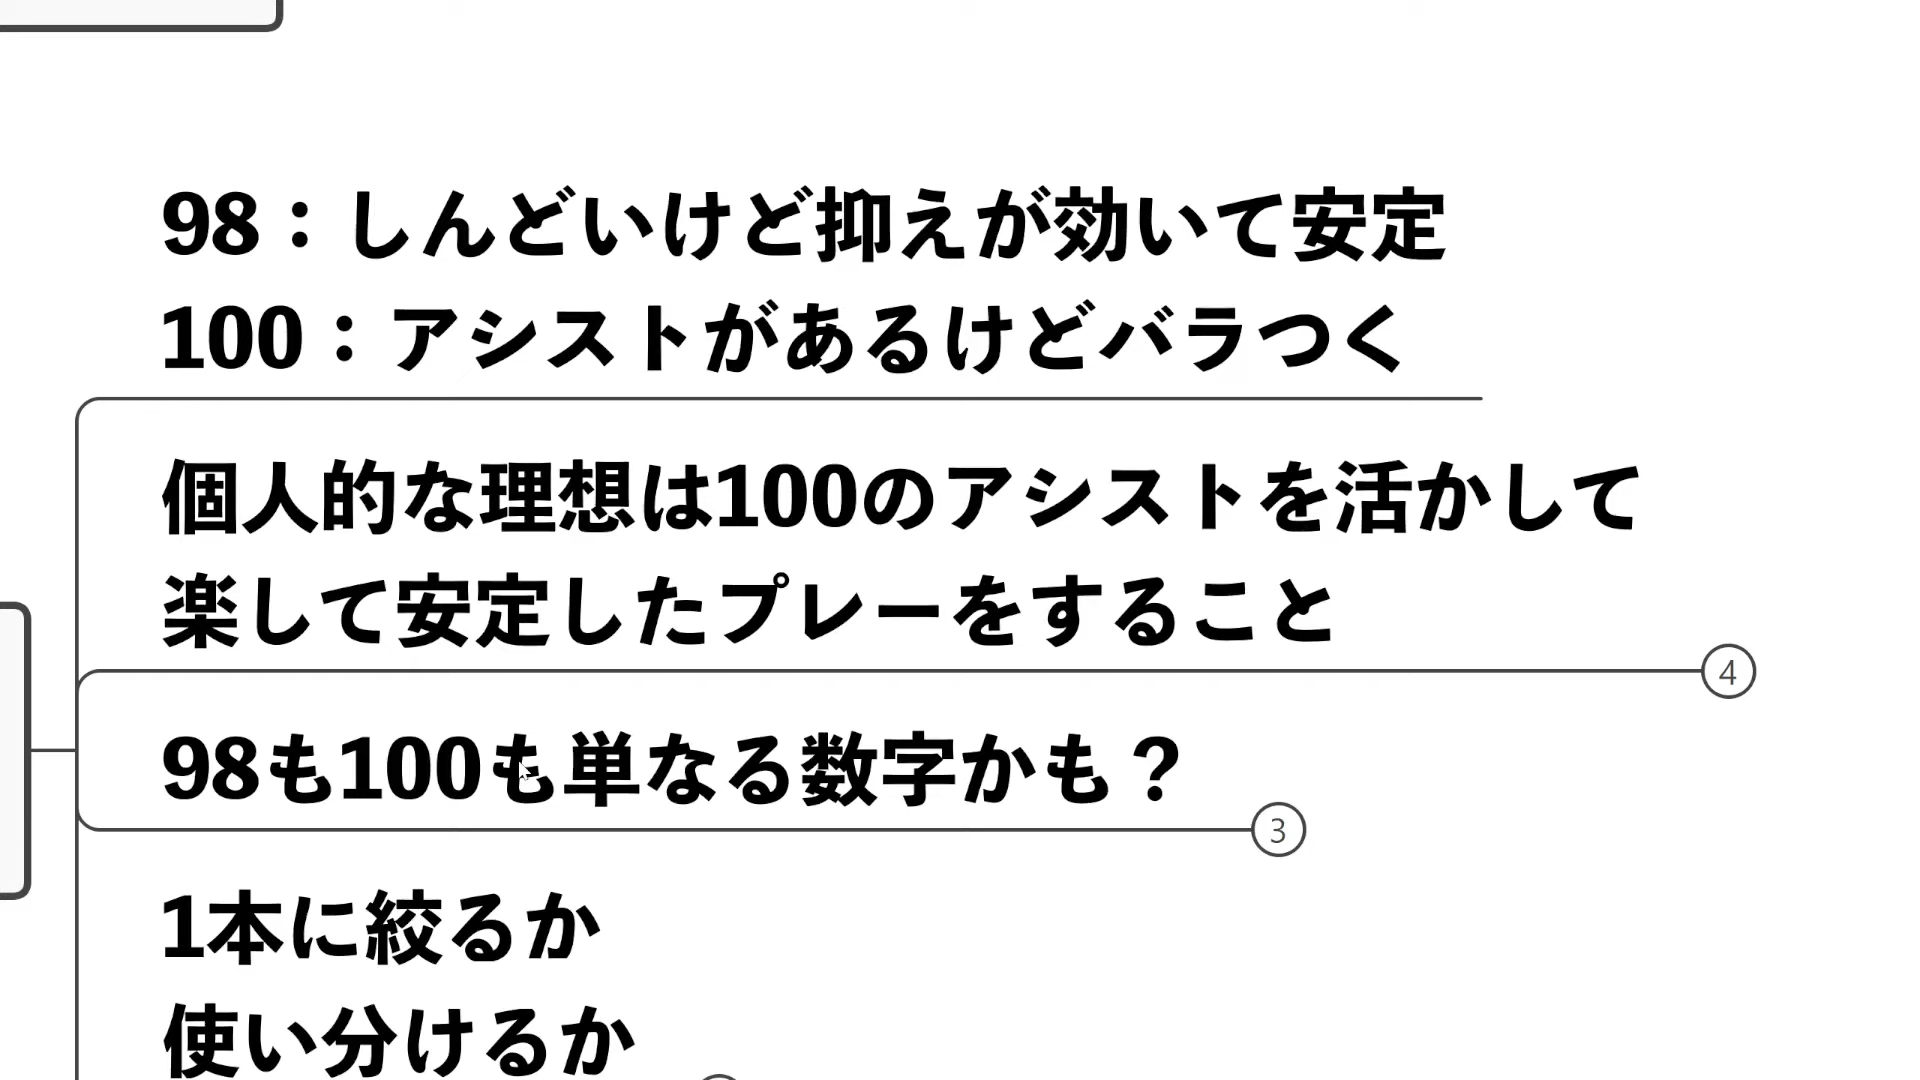 98：しんどいけど抑えが効いて安定
100：アシストがあるけどバラつく
個人的な理想は100のアシストを活かして
楽して安定したプレーをすること
4
98も100も単なる数字かも？
3
1本に絞るか
使い分けるか